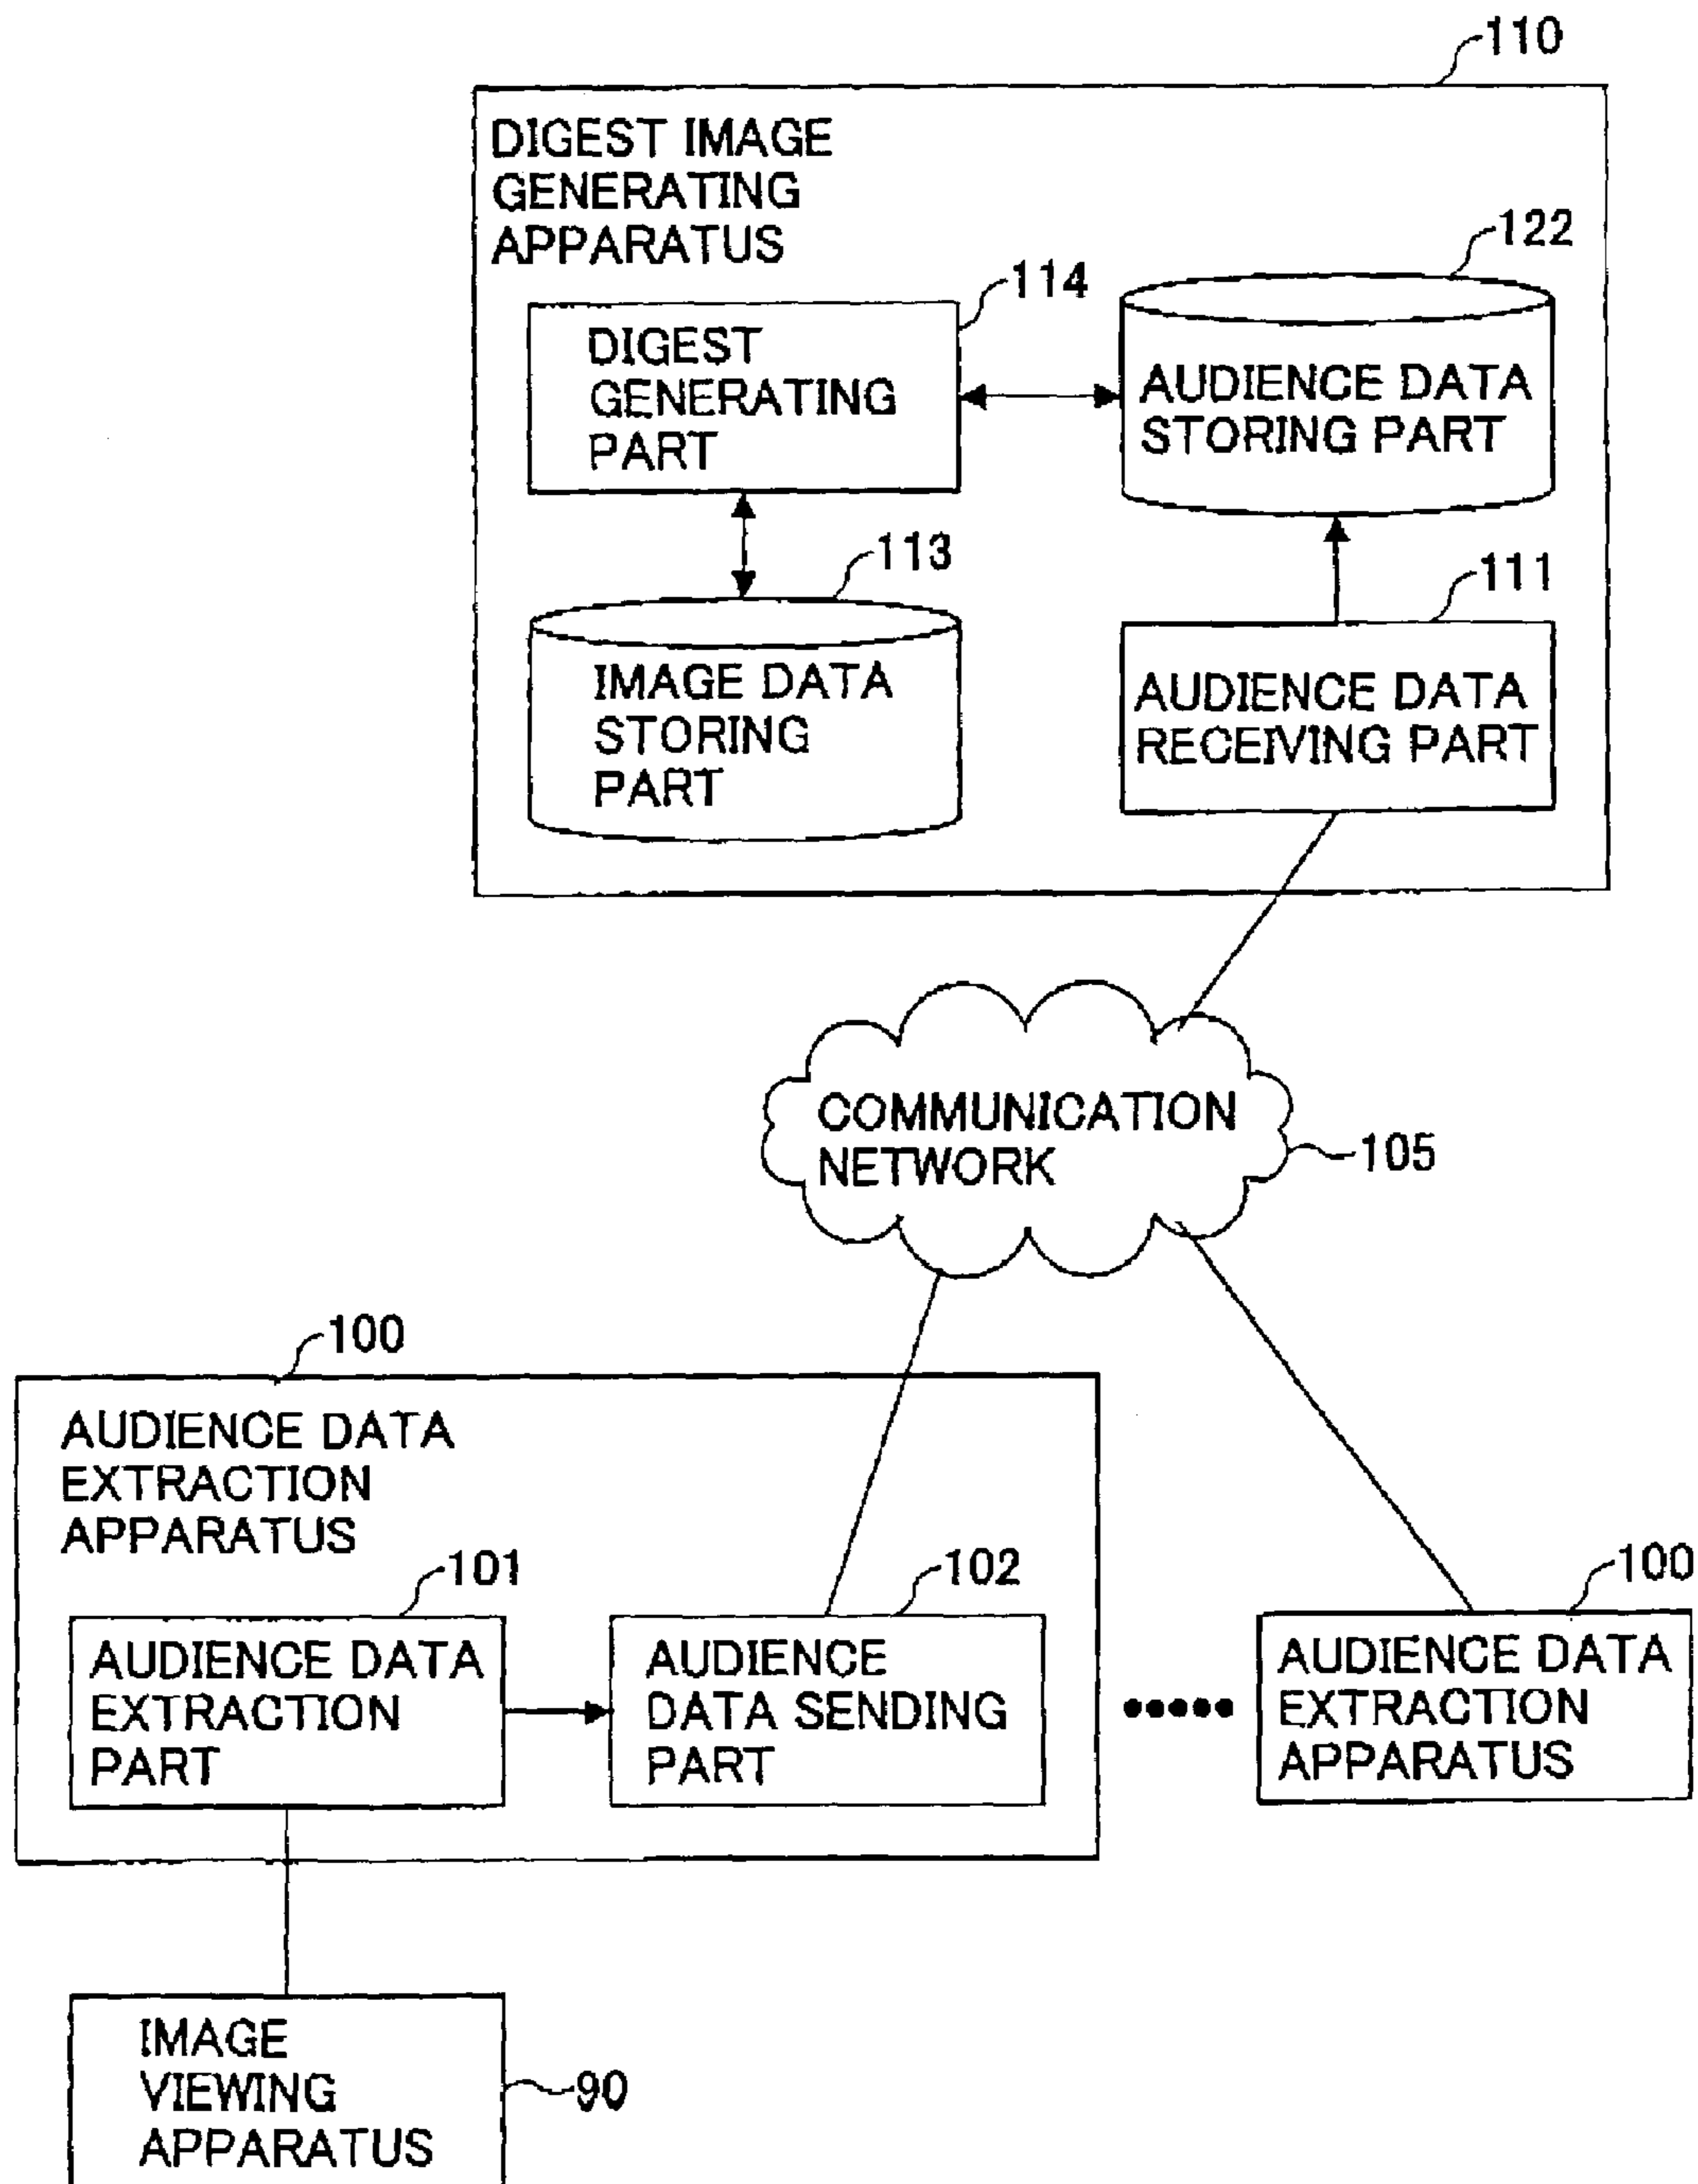 110
DIGEST IMAGE
GENERATING
APPARATUS
122
114
DIGEST
GENERATING
PART
AUDIENCE DATA
STORING PART
113
111
IMAGE DATA
STORING
PART
AUDIENCE DATA
RECEIVING PART
COMMUNICATION
NETWORK
105
100
AUDIENCE DATA
EXTRACTION
APPARATUS
101
102
100
AUDIENCE DATA
EXTRACTION
PART
AUDIENCE
DATA SENDING
PART
AUDIENCE DATA
EXTRACTION
APPARATUS
IMAGE
VIEWING
APPARATUS
90